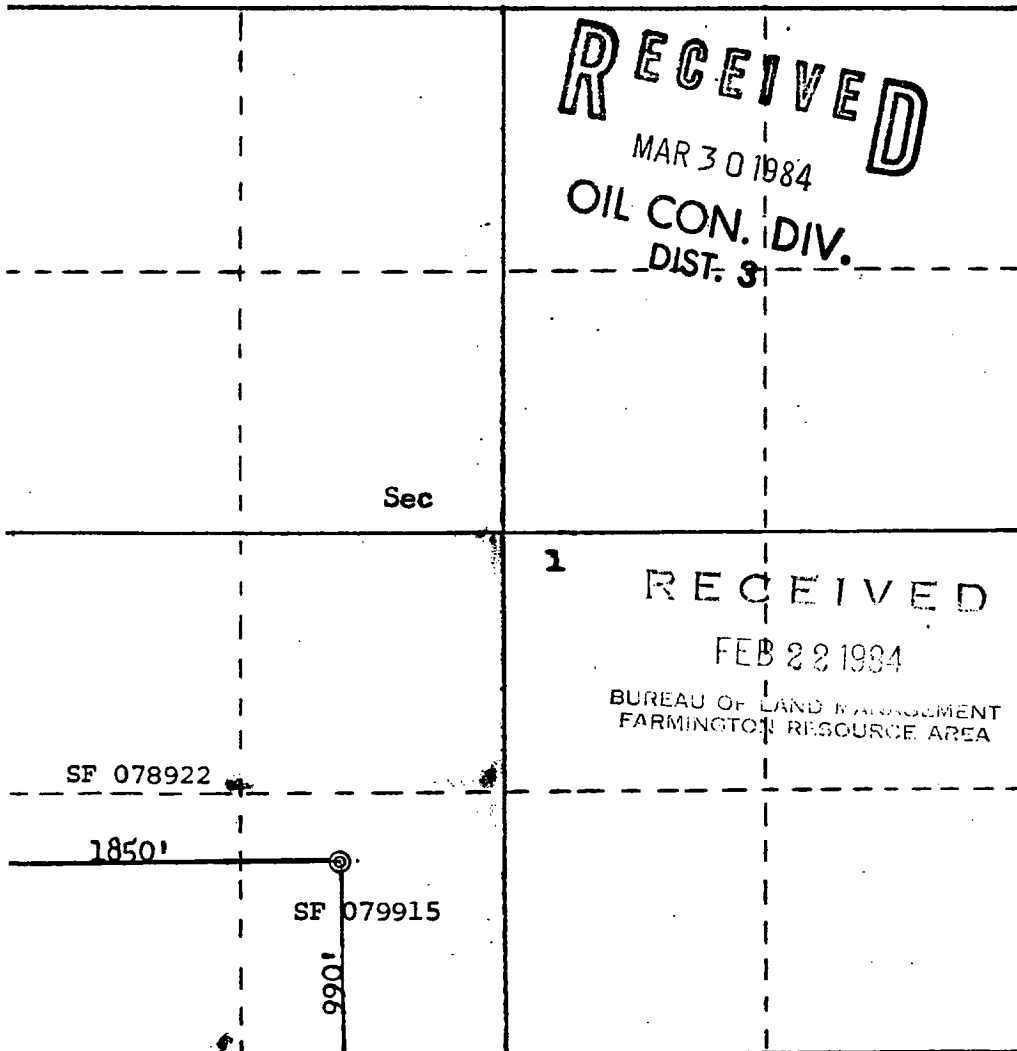 RECEIVED
MAR 30 1984
OIL CON. DIV.
DIST. 3
Sec
1
RECEIVED
FEB 22 1984
BUREAU OF LAND MANAGEMENT
FARMINGTON RESOURCE AREA
SF 078922
1850'
SF 079915
990'